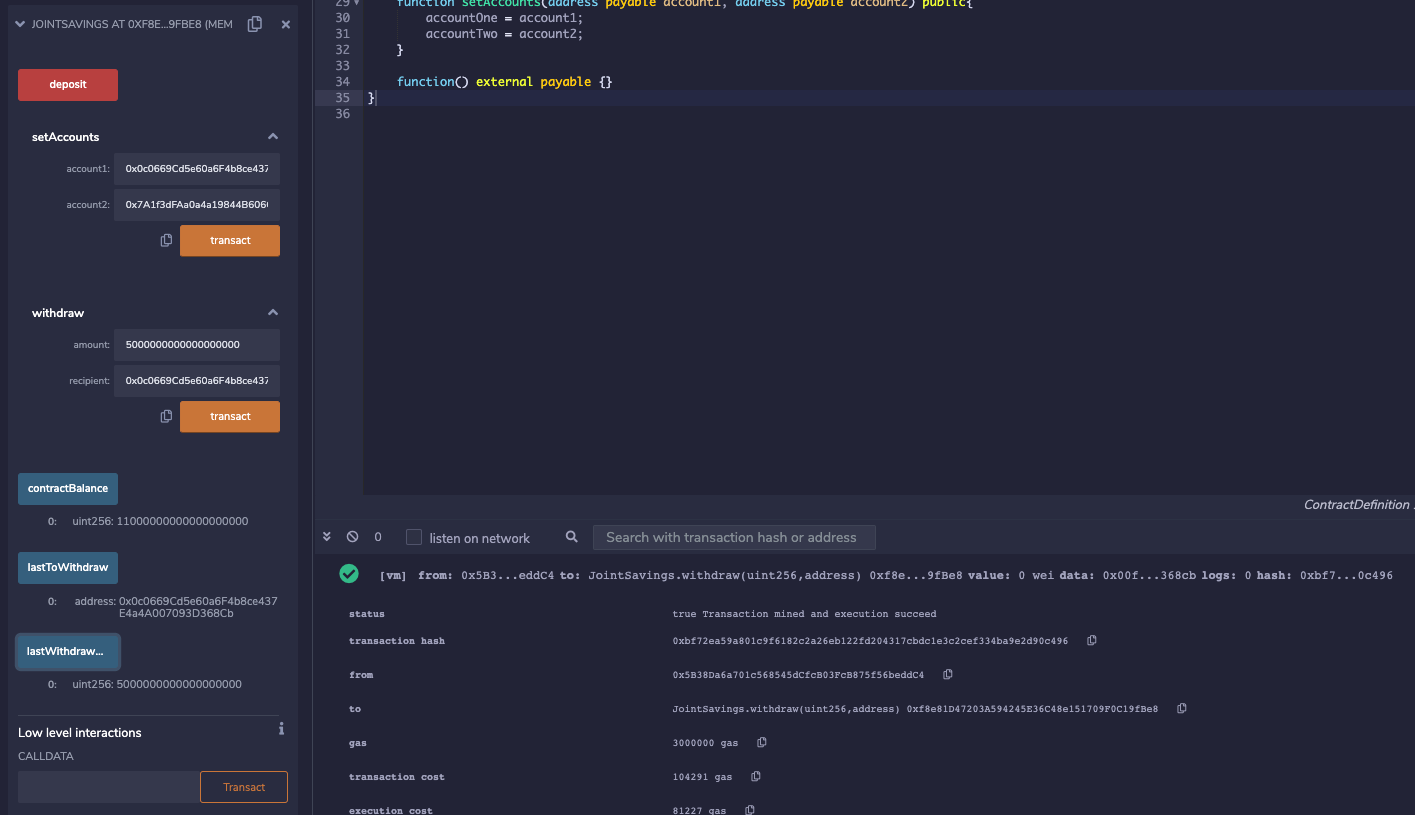 JOINTSAVINGS AT 0XF8E...9FBE8 (MEM
deposit
setAccounts
account1: 0x0c0669Cd5e60a6F4b8ce437
account2: 0x7A1f3dFAa0a4a19844B606
transact
withdraw
amount: 5000000000000000000
recipient: 0x0c0669Cd5e60a6F4b8ce437
transact
contractBalance
0: uint256: 11000000000000000000
lastToWithdraw
0: address: 0x0c0669Cd5e60a6F4b8ce437
E4a4A007093D368Cb
lastWithdraw...
0: uint256: 5000000000000000000
Low level interactions
i
CALLDATA
Transact
29 function setAccounts(address payable account1, address payable account2) public{
30 accountOne = account1;
31 accountTwo = account2;
32 }
33
34 function() external payable {}
35 }
36
ContractDefinition
0 listen on network Search with transaction hash or address
[vm] from: 0x5B3...eddC4 to: JointSavings.withdraw(uint256,address) 0xf8e...9fBe8 value: 0 wei data: 0x00f...368cb logs: 0 hash: 0xbf7...0c496
status true Transaction mined and execution succeed
transaction hash 0xbf72ea59a801c9f6182c2a26eb122fd204317cbdc1e3c2cef334ba9e2d90c496
from 0x5B38Da6a701c568545dCfcB03FcB875f56beddC4
to JointSavings.withdraw(uint256,address) 0xf8e81D47203A594245E36C48e151709F0C19fBe8
gas 3000000 gas
transaction cost 104291 gas
execution cost 81227 gas